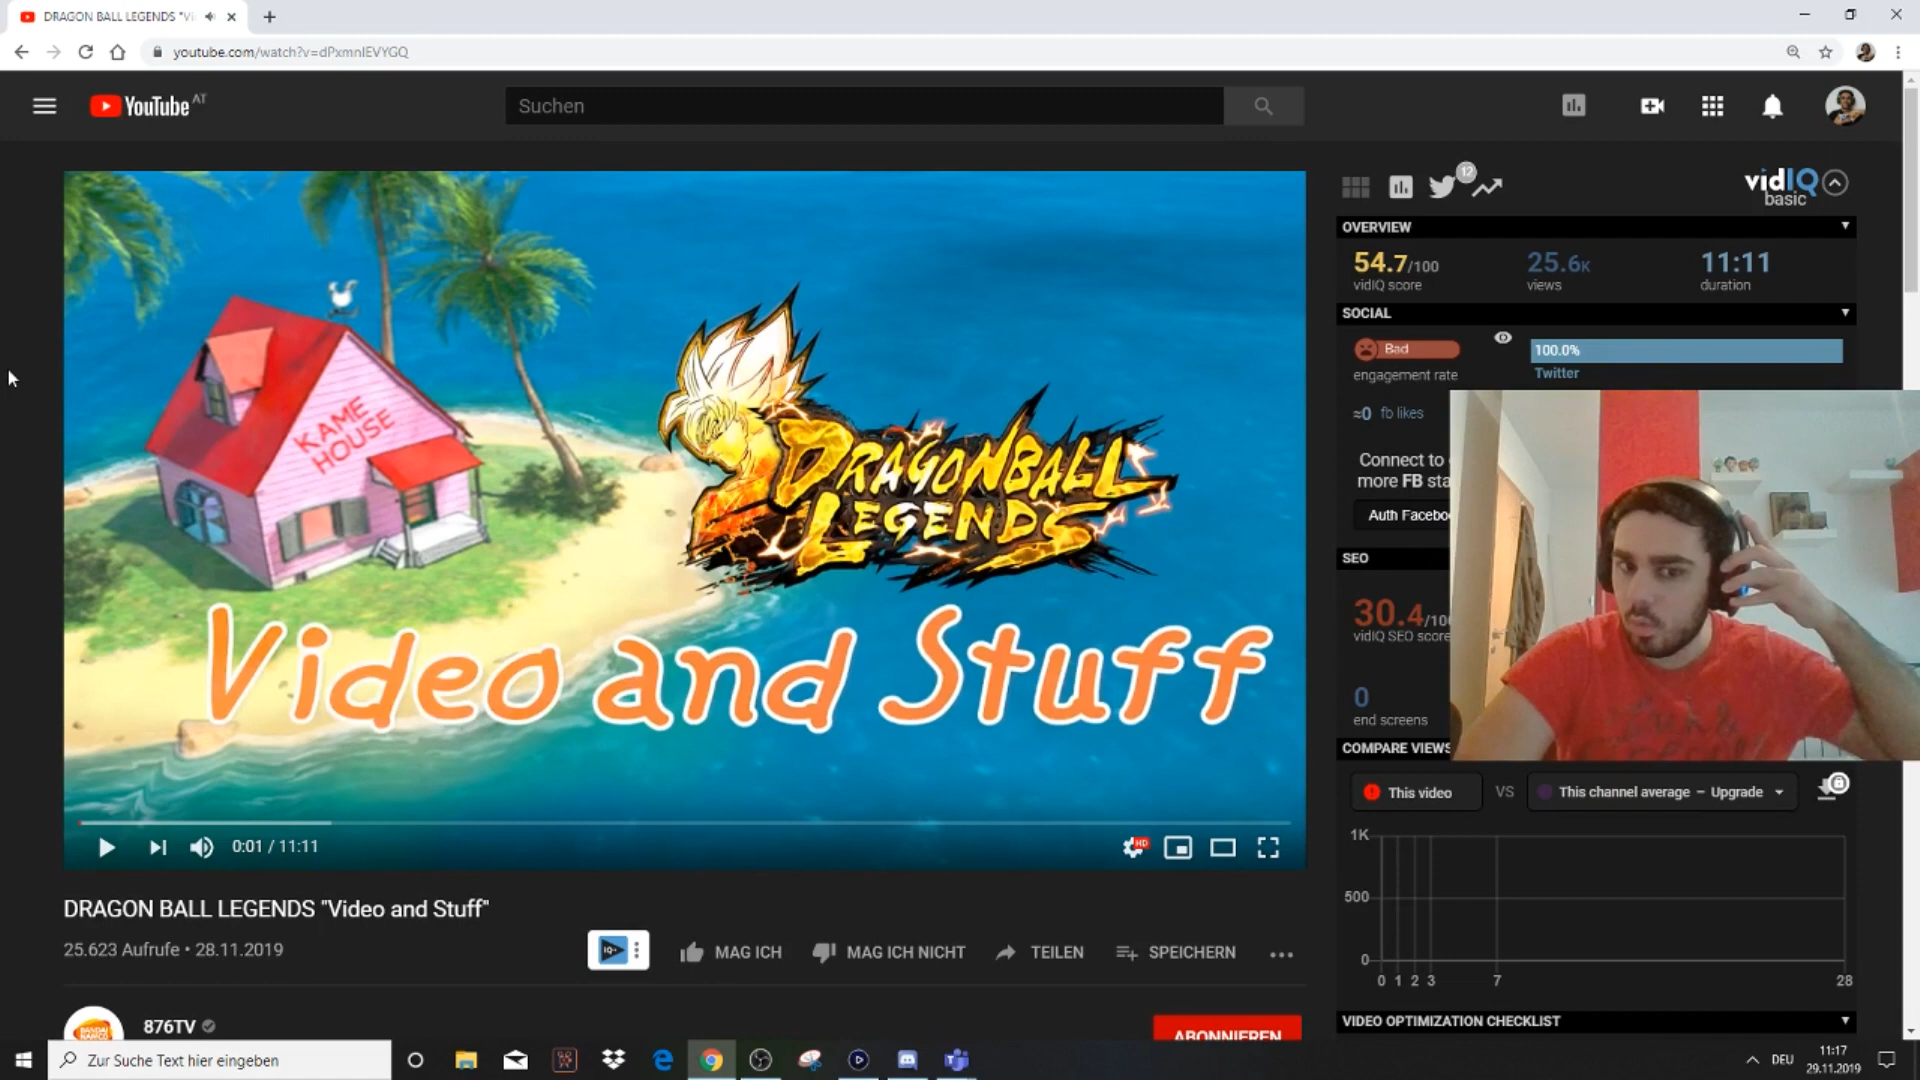 DRAGON BALL LEGENDS "Vi
youtube.com/watch?v=dPxmnIEVYGQ
YouTube AT
Suchen
KAME
HOUSE
DRAGONBALL
LEGENDS
Video and Stuff
0:01 / 11:11
HD
DRAGON BALL LEGENDS "Video and Stuff"
25.623 Aufrufe • 28.11.2019
MAG ICH
MAG ICH NICHT
TEILEN
SPEICHERN
BANDAI
NAMCO
876TV
ABONNIEREN
12
vidIQ
basic
OVERVIEW
54.7/100
25.6K
11:11
vidIQ score
views
duration
SOCIAL
Bad
100.0%
engagement rate
Twitter
≈0 fb likes
Connect to
more FB sta
Auth Facebo
SEO
30.4/100
vidIQ SEO score
0
end screens
COMPARE VIEWS
This video
VS
This channel average – Upgrade
1K
500
0
0 1 2 3 7 28
VIDEO OPTIMIZATION CHECKLIST
Zur Suche Text hier eingeben
DEU
11:17
29.11.2019